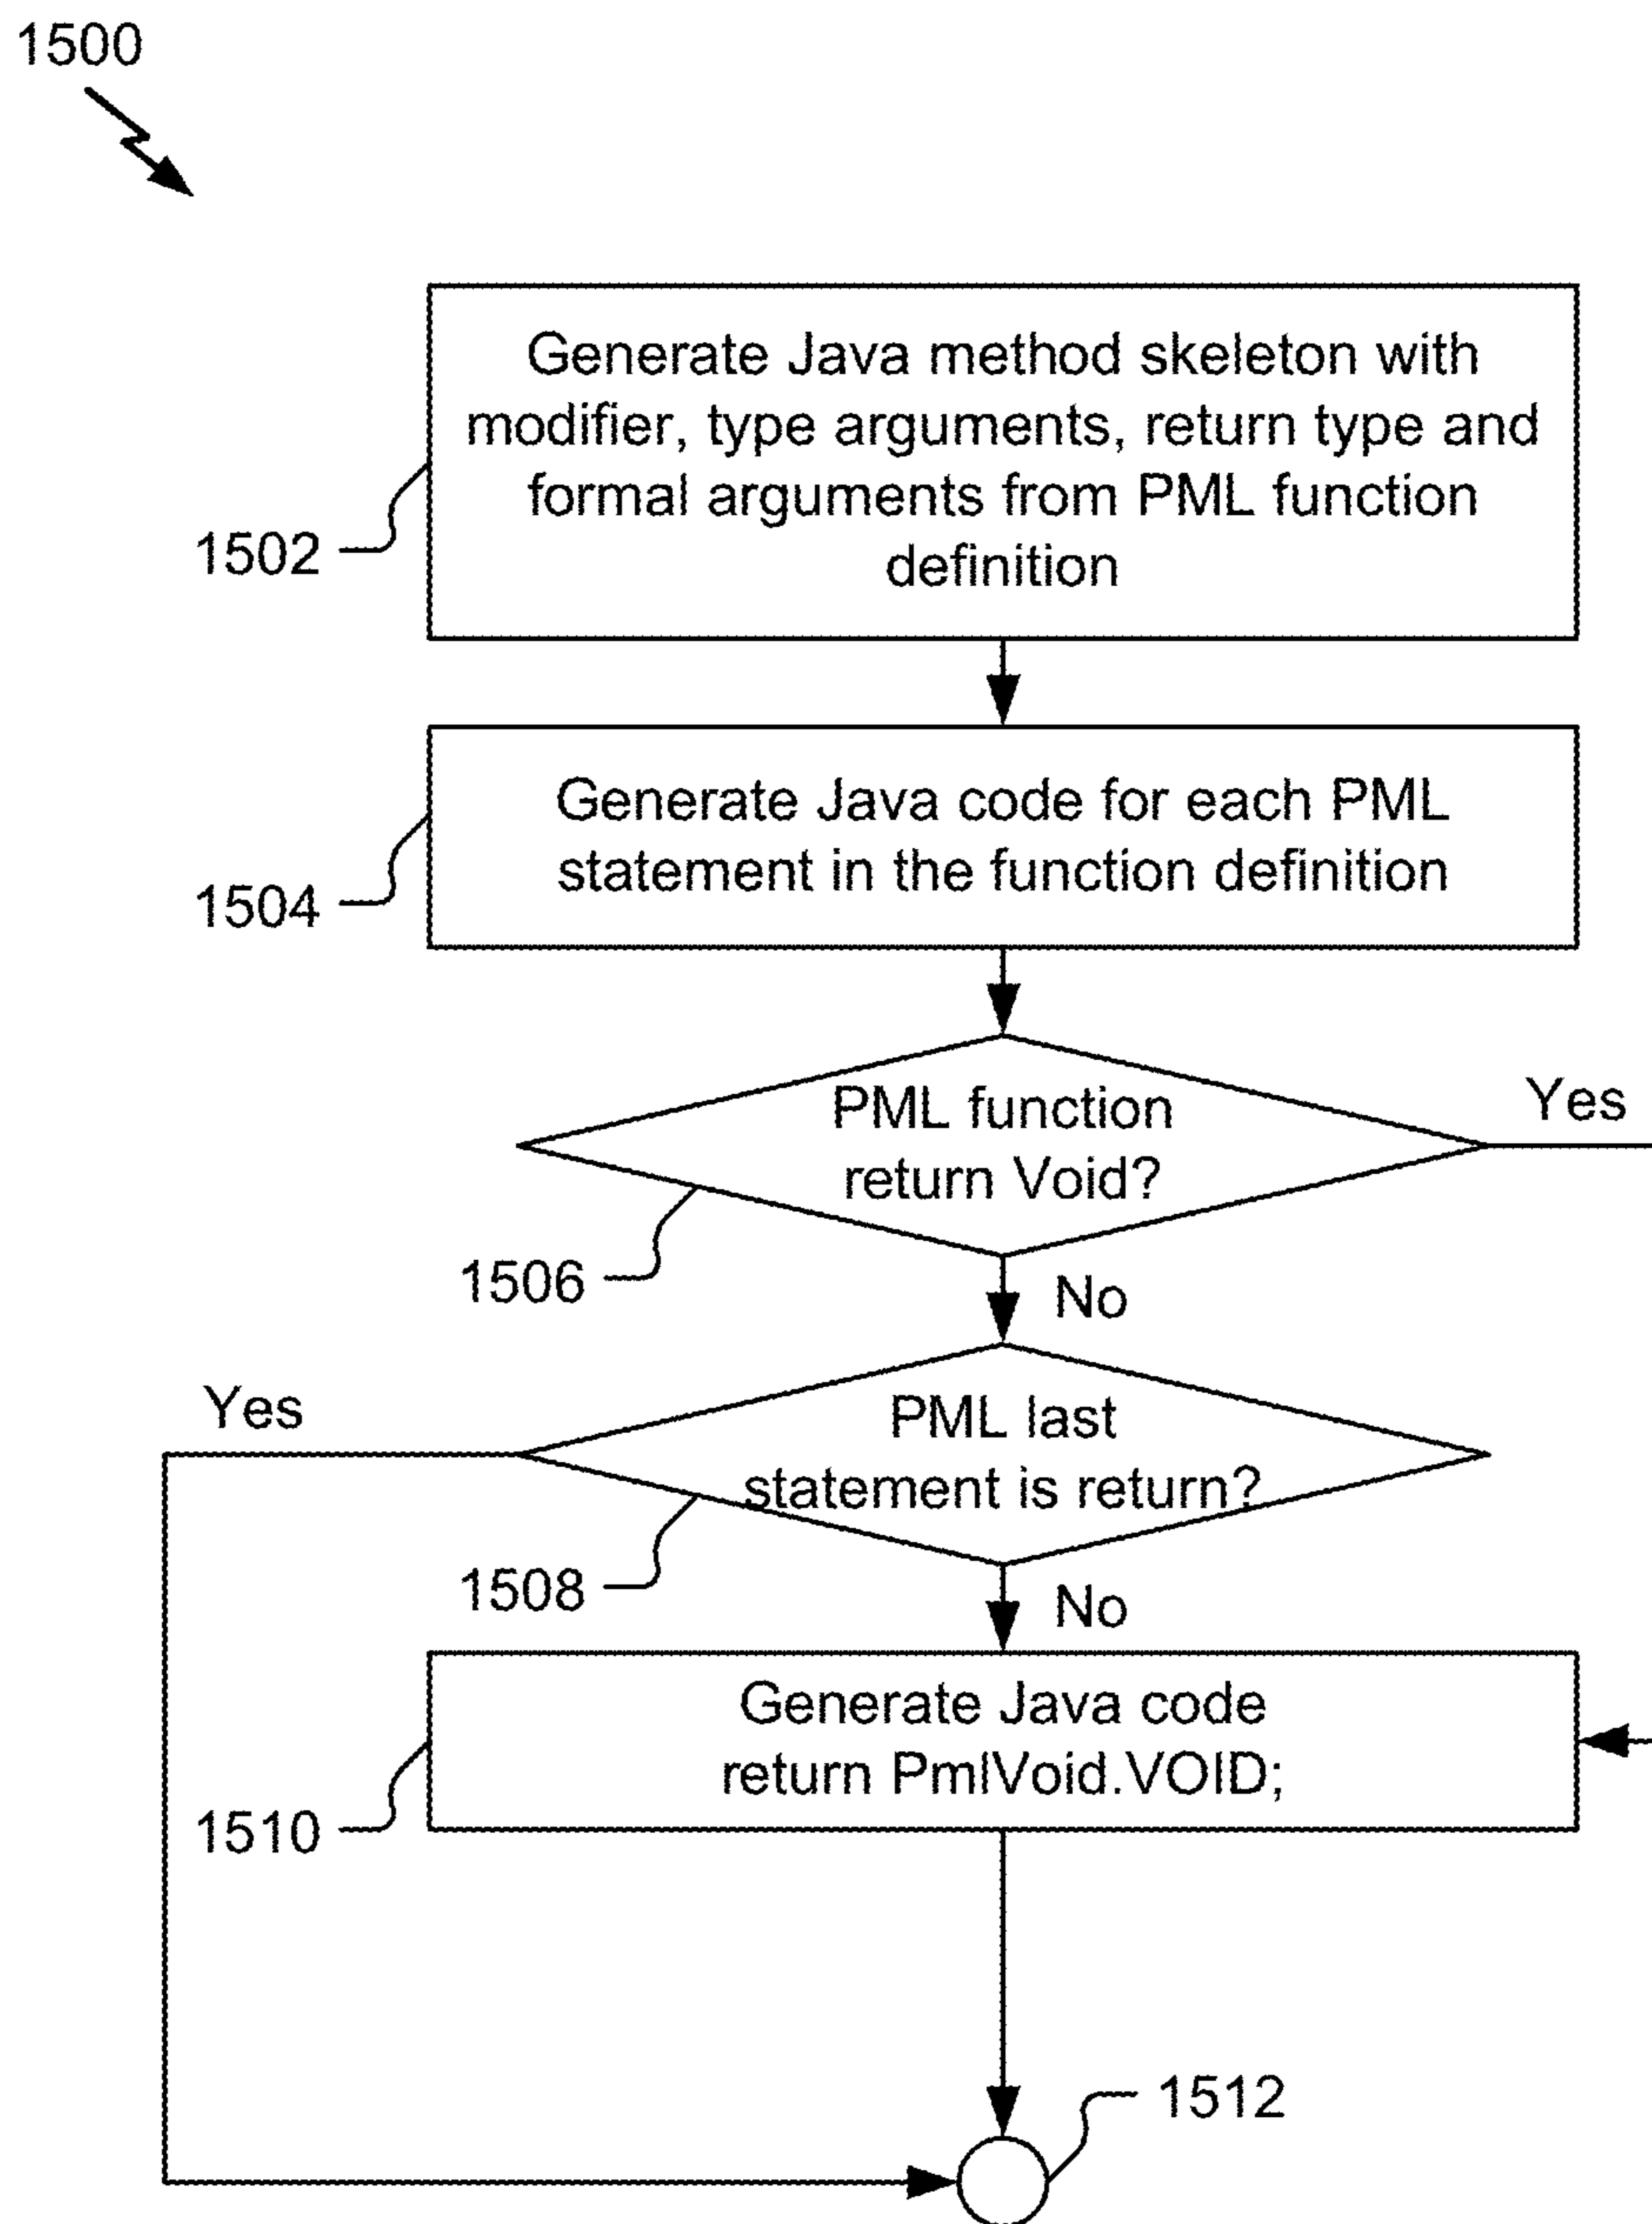 1500
Generate Java method skeleton with
modifier, type arguments, return type and
formal arguments from PML function
definition
1502
Generate Java code for each PML
statement in the function definition
1504
PML function
return Void?
Yes
1506
No
PML last
statement is return?
Yes
1508
No
Generate Java code
return PmlVoid.VOID;
1510
1512